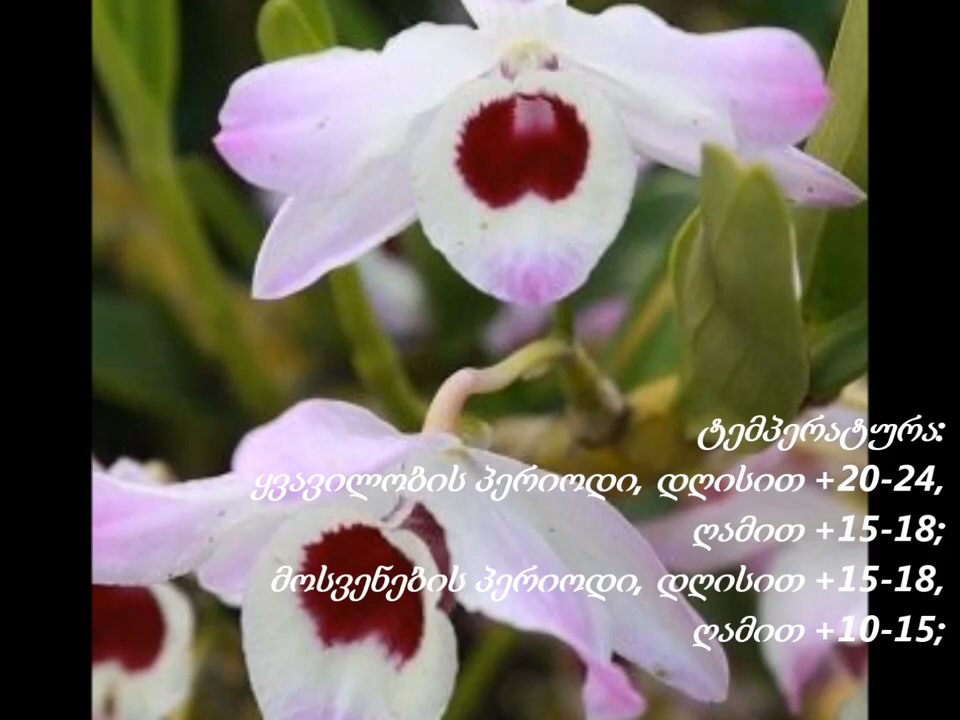 ტემპერატურა:
ყვავილობის პერიოდი, დღისით +20-24,
ღამით +15-18;
მოსვენების პერიოდი, დღისით +15-18,
ღამით +10-15;